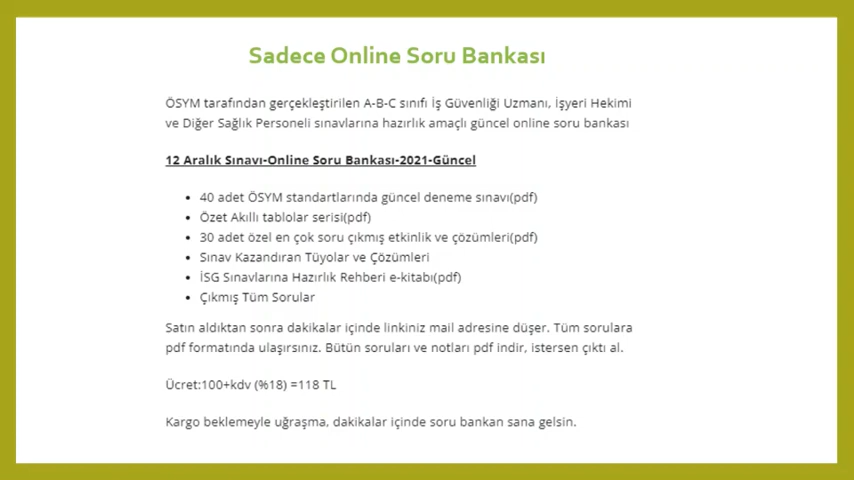 Sadece Online Soru Bankası
ÖSYM tarafından gerçekleştirilen A-B-C sınıfı İş Güvenliği Uzmanı, İşyeri Hekimi
ve Diğer Sağlık Personeli sınavlarına hazırlık amaçlı güncel online soru bankası
12 Aralık Sınavı-Online Soru Bankası-2021-Güncel
• 40 adet ÖSYM standartlarında güncel deneme sınavı(pdf)
• Özet Akıllı tablolar serisi(pdf)
• 30 adet özel en çok soru çıkmış etkinlik ve çözümleri(pdf)
• Sınav Kazandıran Tüyolar ve Çözümleri
• İSG Sınavlarına Hazırlık Rehberi e-kitabı(pdf)
• Çıkmış Tüm Sorular
Satın aldıktan sonra dakikalar içinde linkiniz mail adresine düşer. Tüm sorulara
pdf formatında ulaşırsınız. Bütün soruları ve notları pdf indir, istersen çıktı al.
Ücret:100+kdv (%18) =118 TL
Kargo beklemeyle uğraşma, dakikalar içinde soru bankan sana gelsin.